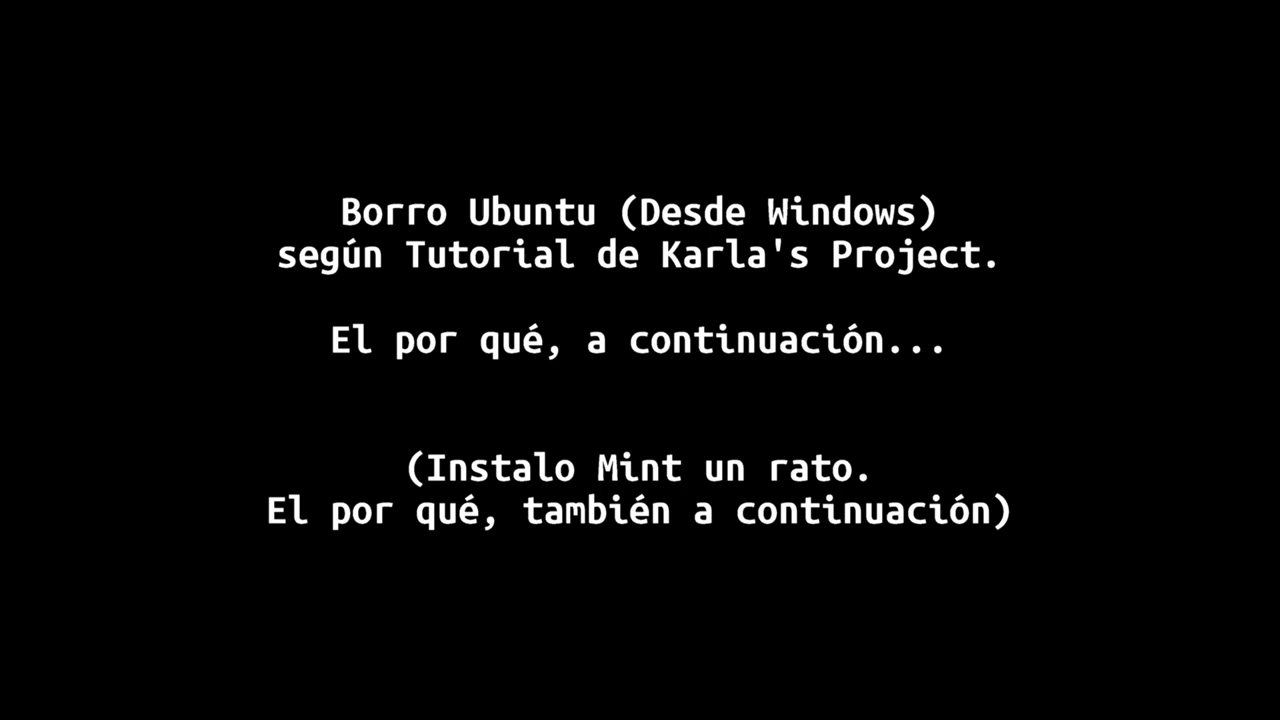 Borro Ubuntu (Desde Windows)
según Tutorial de Karla's Project.
El por qué, a continuación...
(Instalo Mint un rato.
El por qué, también a continuación)